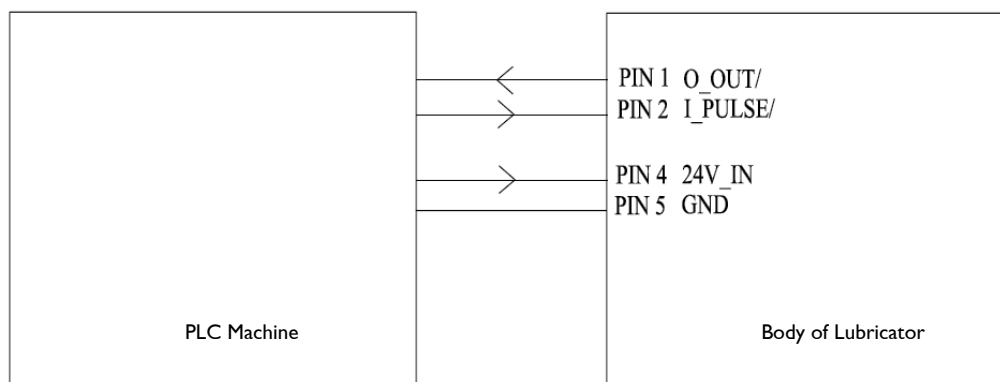 PIN 1 O_OUT/
PIN 2 I_PULSE/
PIN 4 24V_IN
PIN 5 GND
PLC Machine
Body of Lubricator